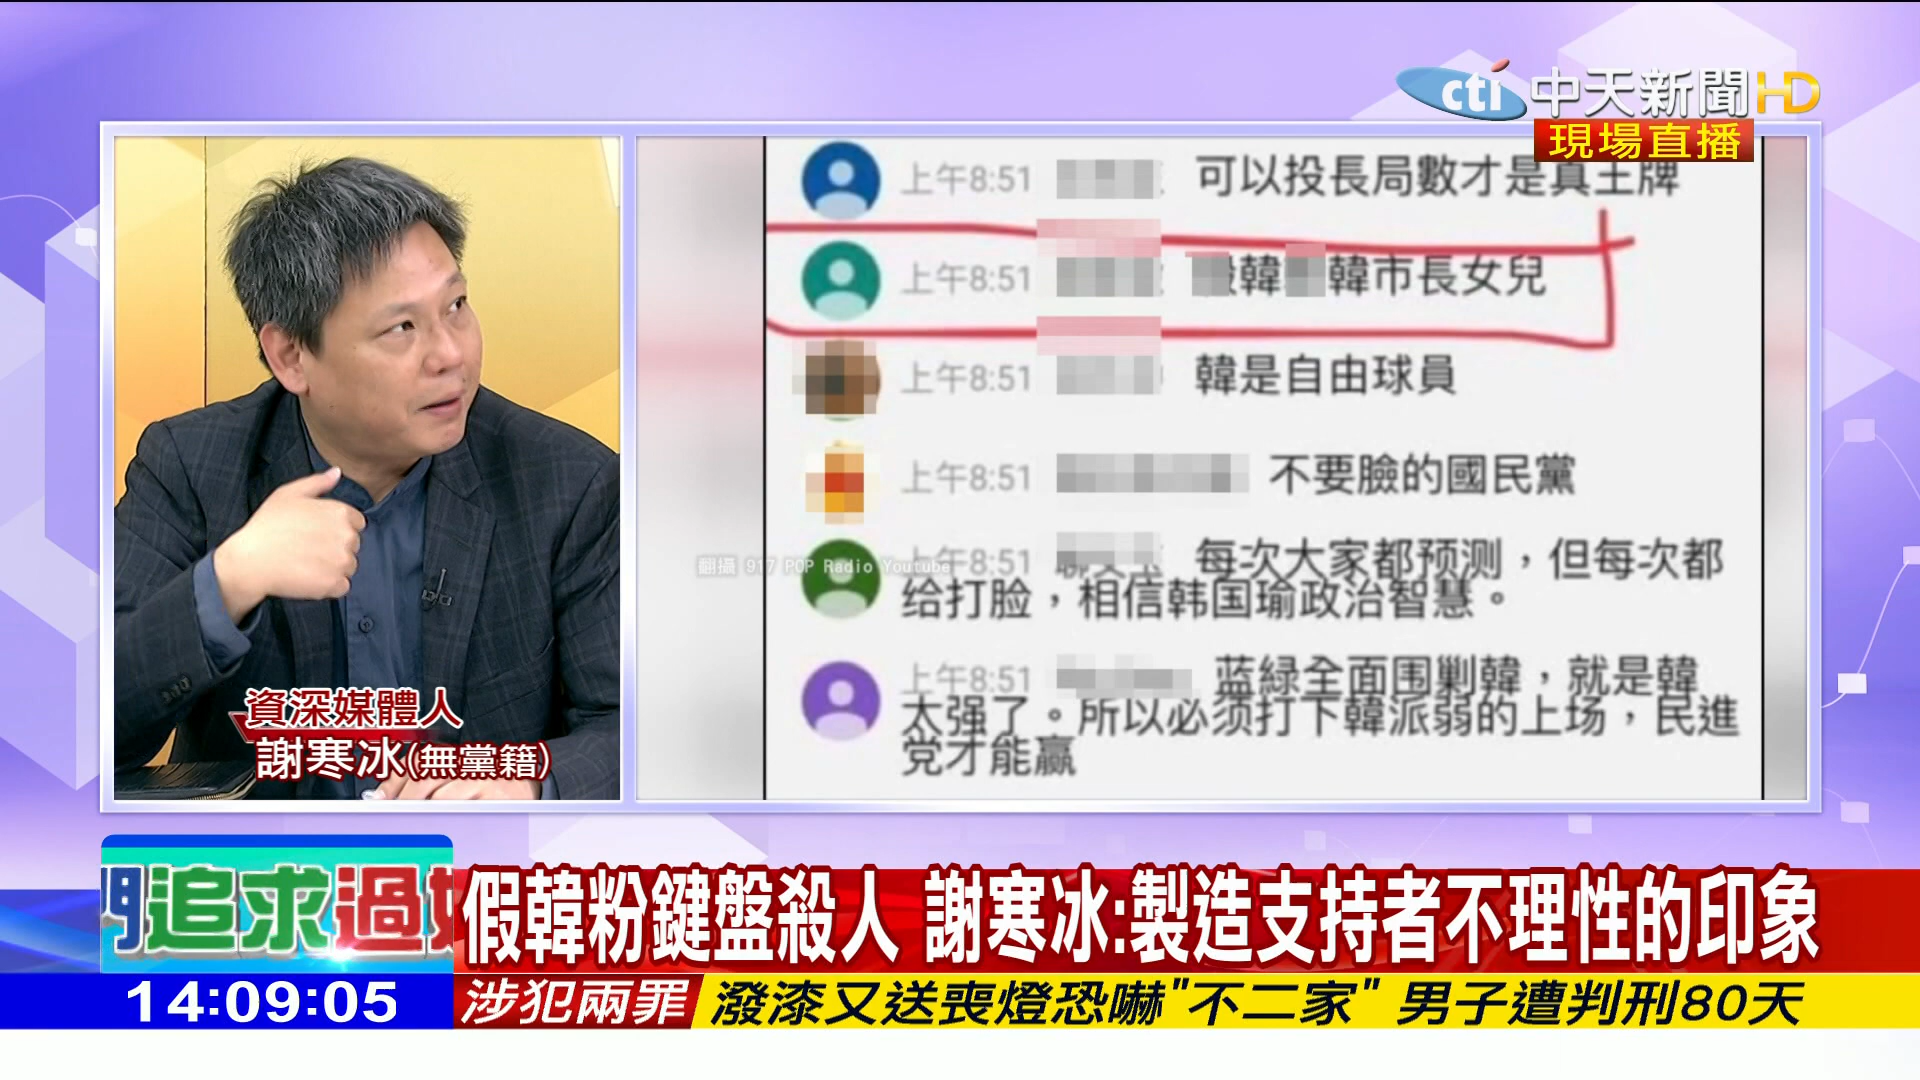 cti 中天新聞HD
現場直播
上午8:51 可以投長局數才是真王牌
上午8:51 韓 韓市長女兒
上午8:51 韓是自由球員
上午8:51 不要臉的國民黨
上午8:51 每次大家都预测，但每次都
给打脸，相信韩国瑜政治智慧。
翻攝 917 POP Radio Youtube
上午8:51 蓝緑全面围剿韓，就是韓
太强了。所以必须打下韓派弱的上场，民進
党才能赢
資深媒體人
謝寒冰(無黨籍)
們追求過
假韓粉鍵盤殺人 謝寒冰:製造支持者不理性的印象
14:09:05 涉犯兩罪 潑漆又送喪燈恐嚇"不二家" 男子遭判刑80天